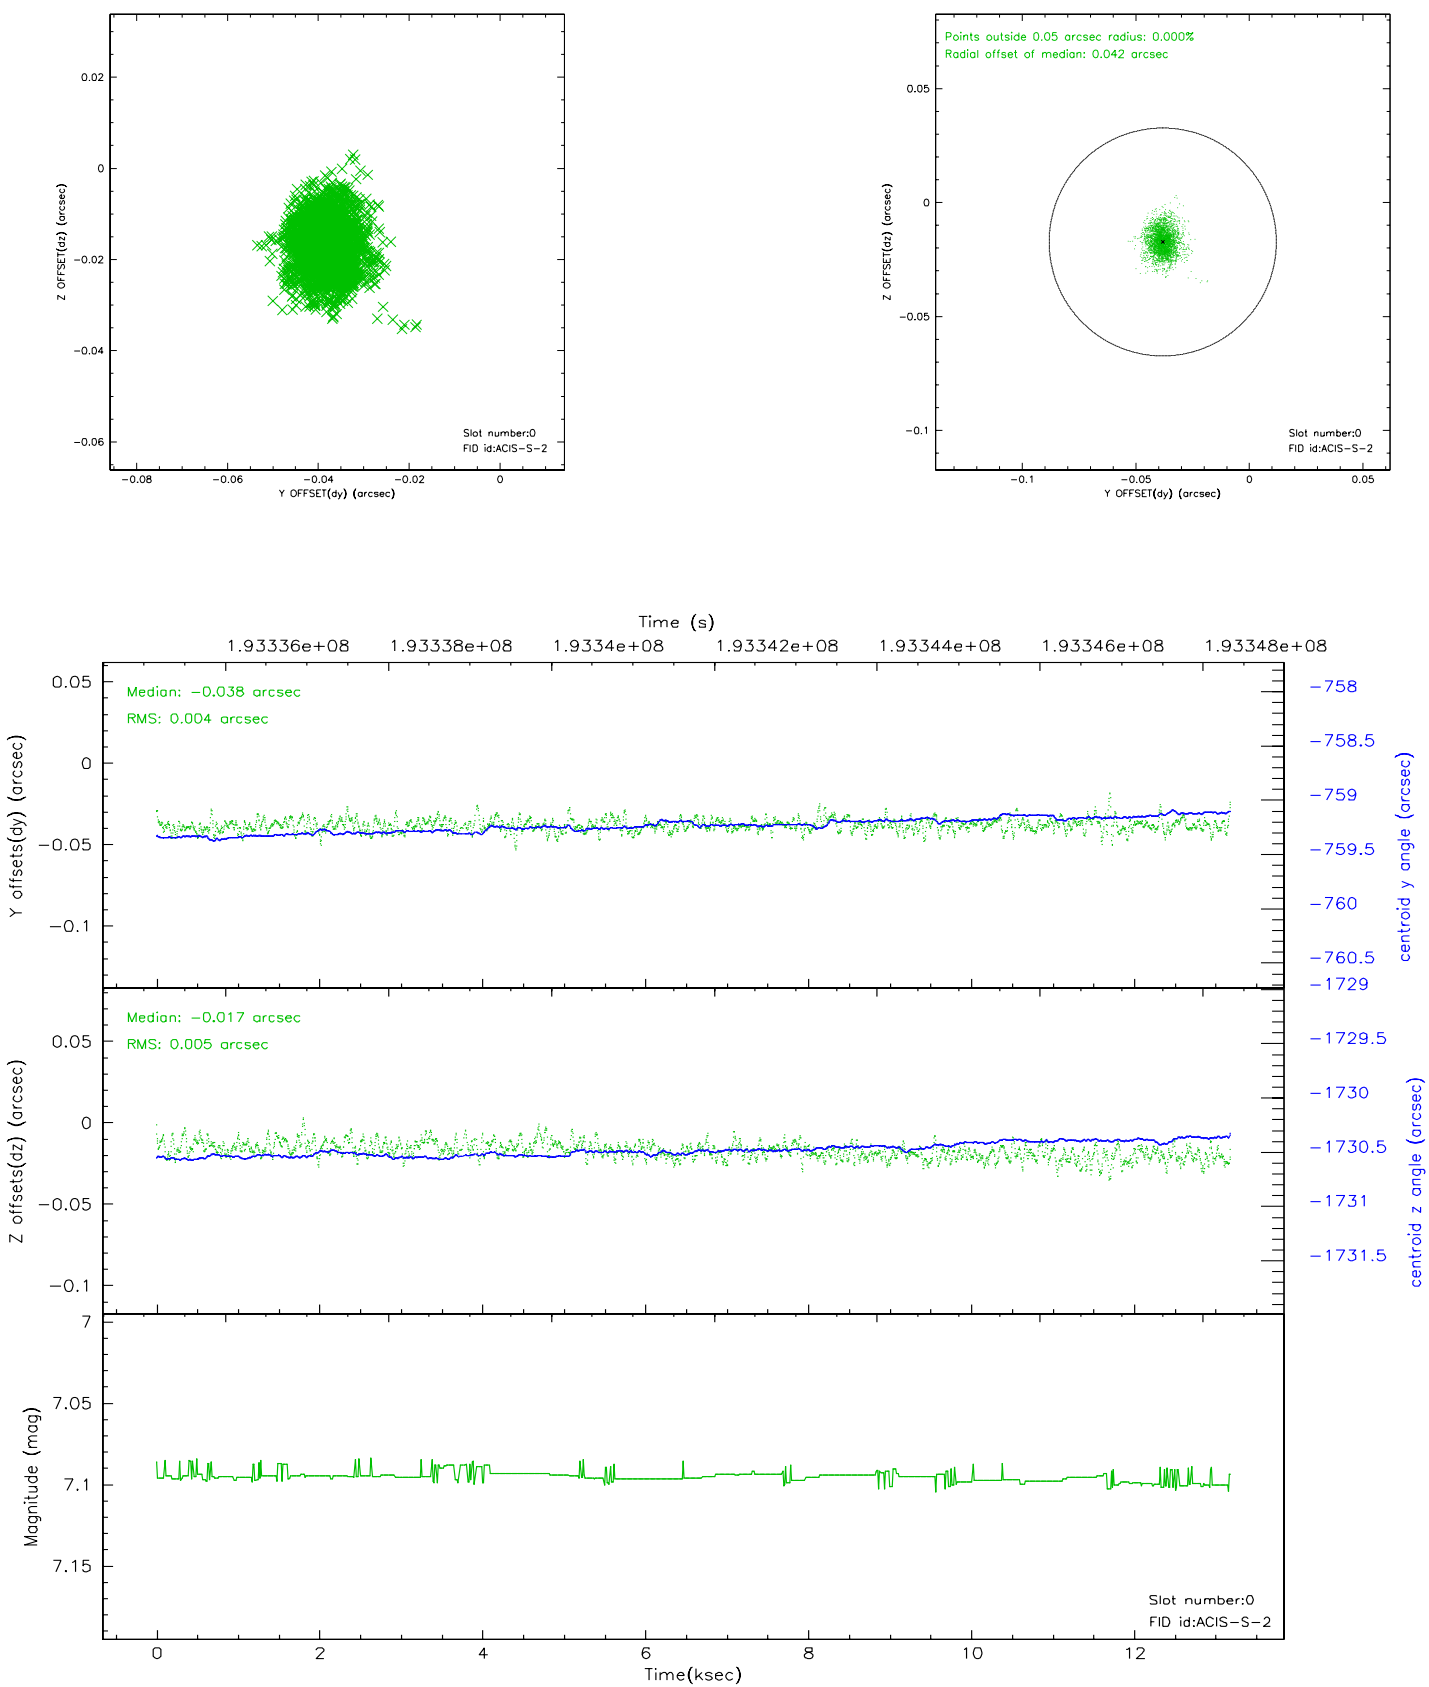 0.02
0
-0.02
-0.04
-0.06
Z OFFSET(dz) (arcsec)
Slot number:0
FID id:ACIS-S-2
-0.08 -0.06 -0.04 -0.02 0
Y OFFSET(dy) (arcsec)
Points outside 0.05 arcsec radius: 0.000%
Radial offset of median: 0.042 arcsec
0.05
0
-0.05
-0.1
Z OFFSET(dz) (arcsec)
Slot number:0
FID id:ACIS-S-2
-0.1 -0.05 0 0.05
Y OFFSET(dy) (arcsec)
Time (s)
1.93336e+08 1.93338e+08 1.9334e+08 1.93342e+08 1.93344e+08 1.93346e+08 1.93348e+08
Median: -0.038 arcsec
RMS: 0.004 arcsec
0.05
0
-0.05
-0.1
Y offsets(dy) (arcsec)
-758
-758.5
-759
-759.5
-760
-760.5
centroid y angle (arcsec)
-1729
Median: -0.017 arcsec
RMS: 0.005 arcsec
0.05
0
-0.05
-0.1
Z offsets(dz) (arcsec)
-1729.5
-1730
-1730.5
-1731
-1731.5
centroid z angle (arcsec)
7
7.05
7.1
7.15
Magnitude (mag)
Slot number:0
FID id:ACIS-S-2
0 2 4 6 8 10 12
Time(ksec)